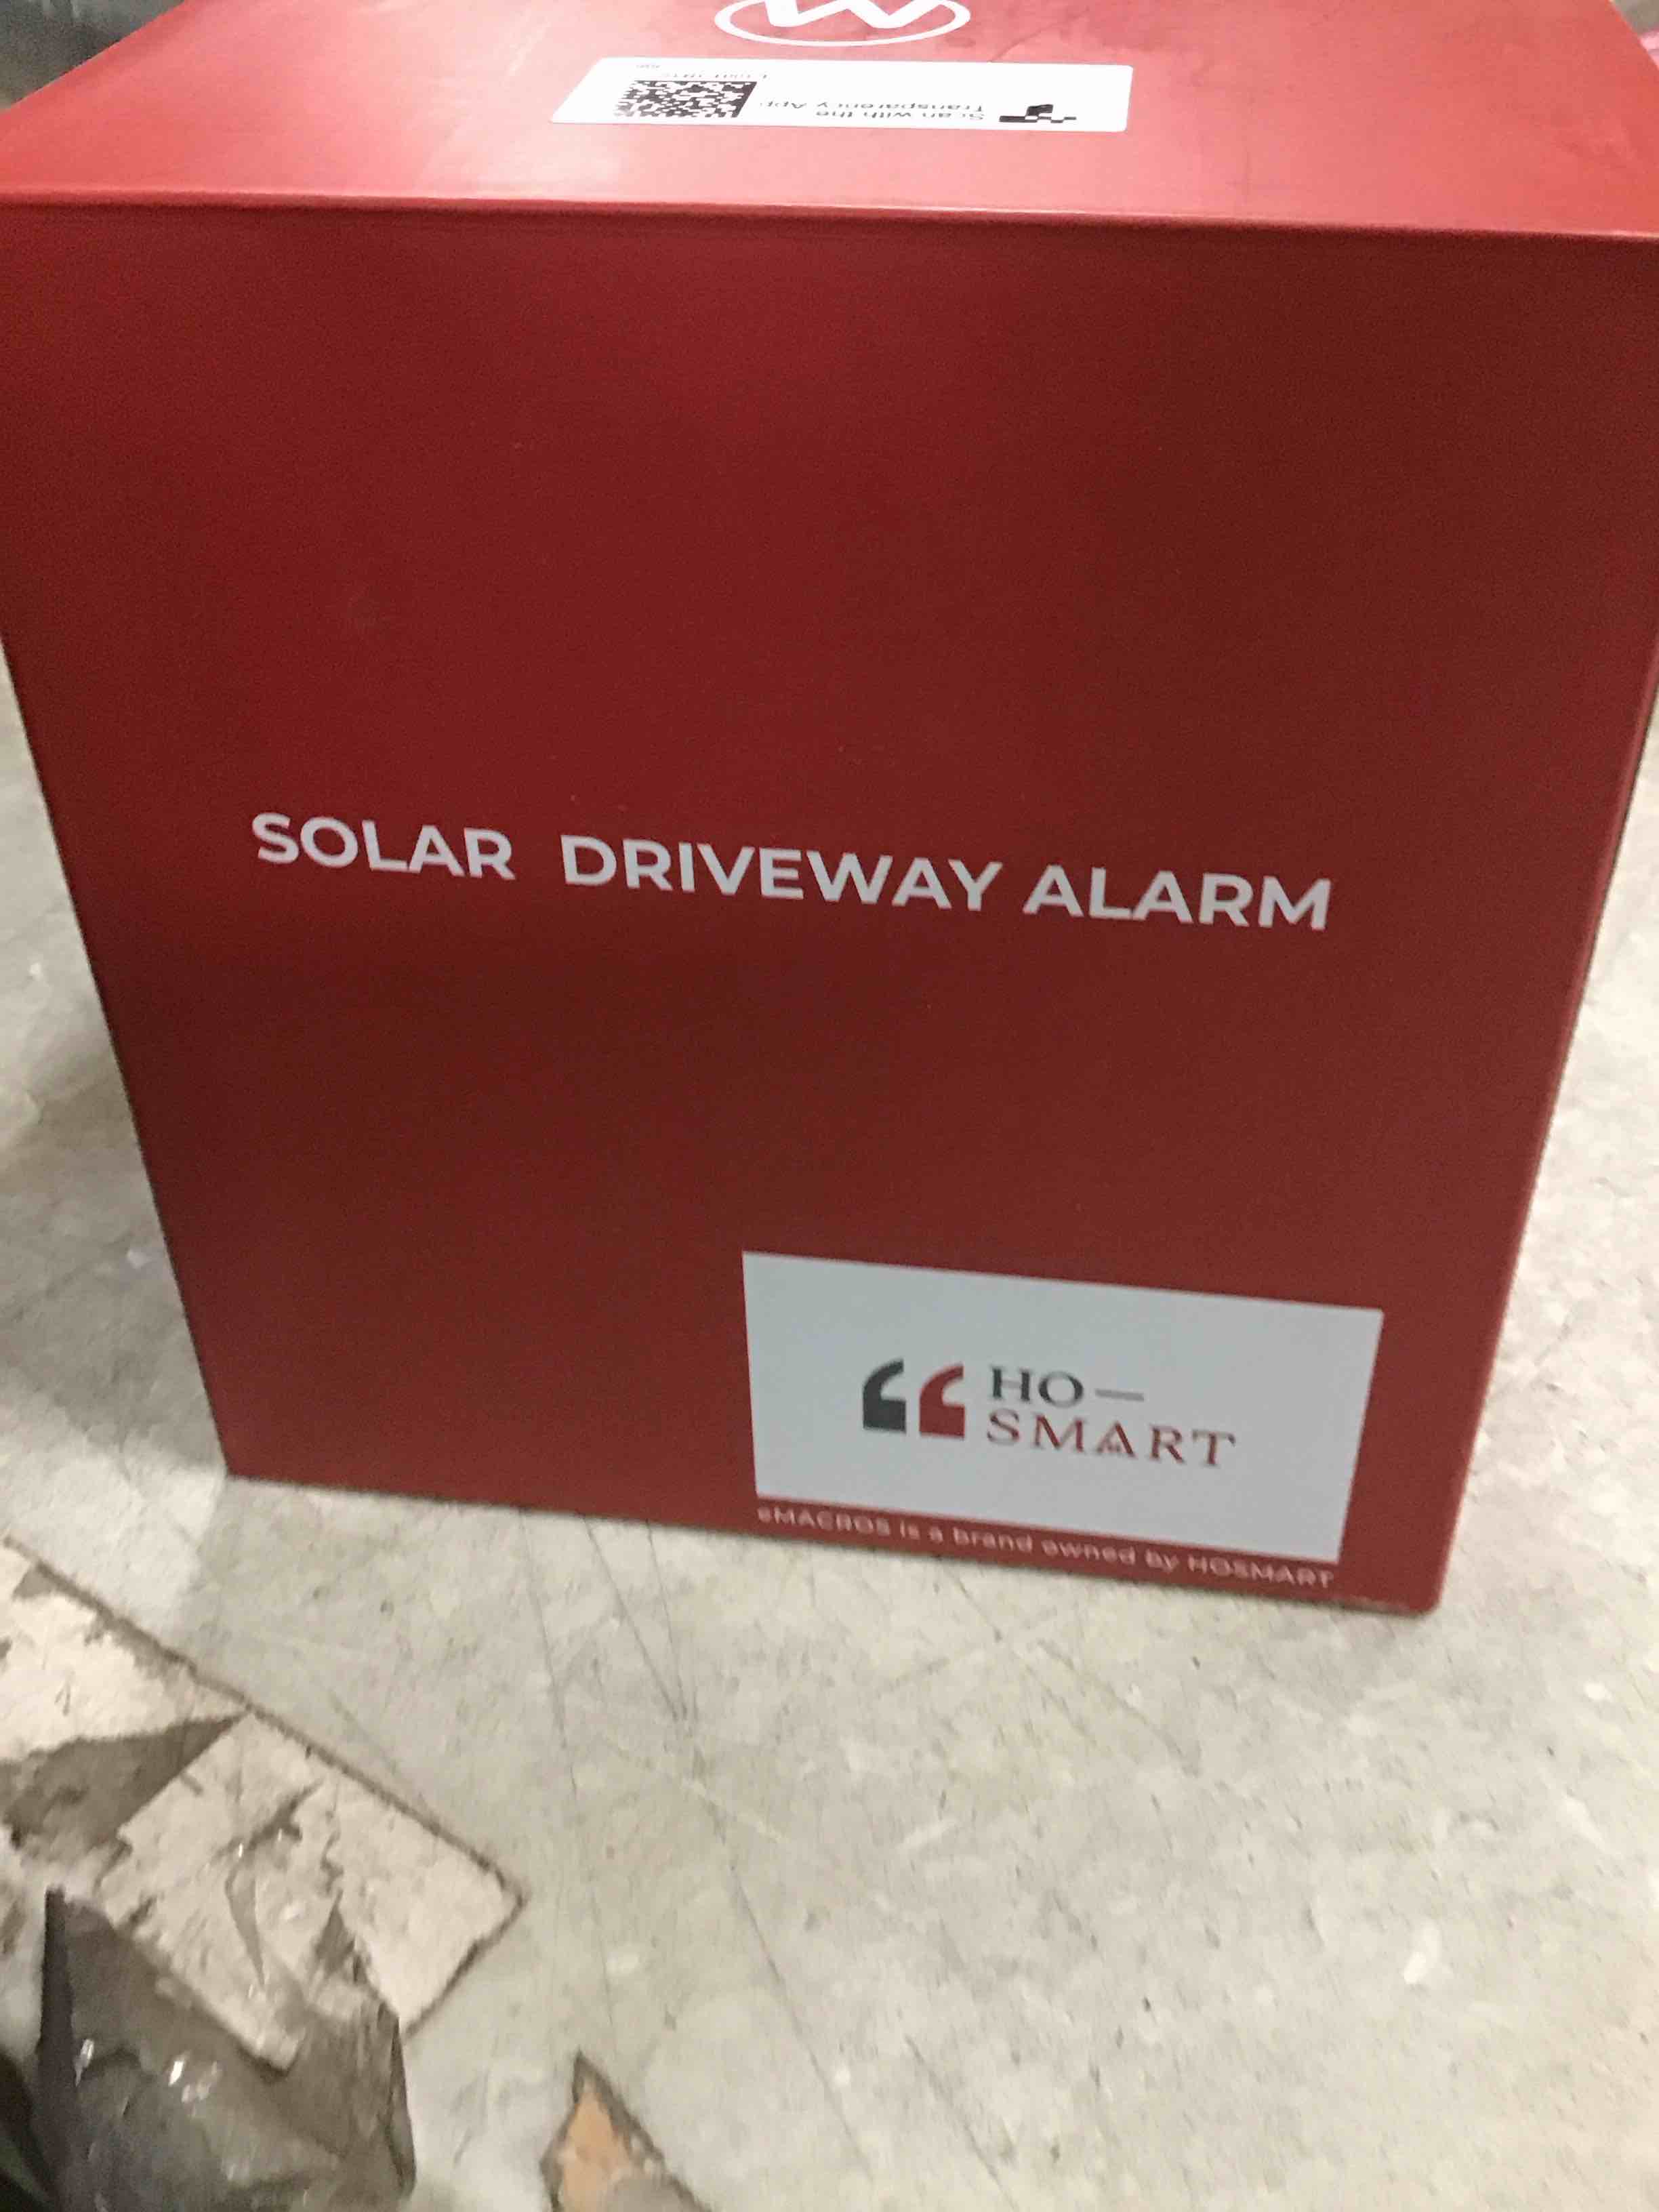 Scan with the
Transparency App
SOLAR DRIVEWAY ALARM
HO—
SMART
eMACROS is a brand owned by HOSMART